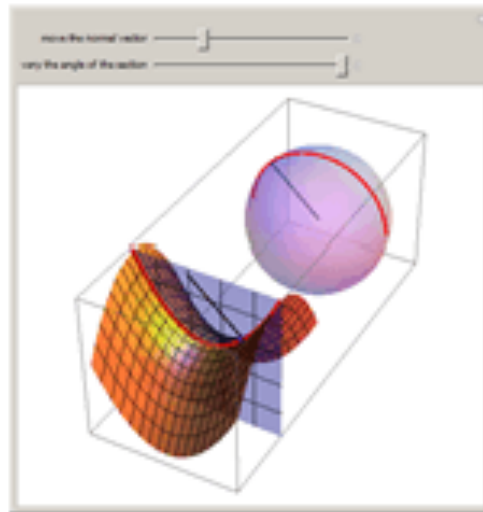 move the normal vector
vary the angle of the section